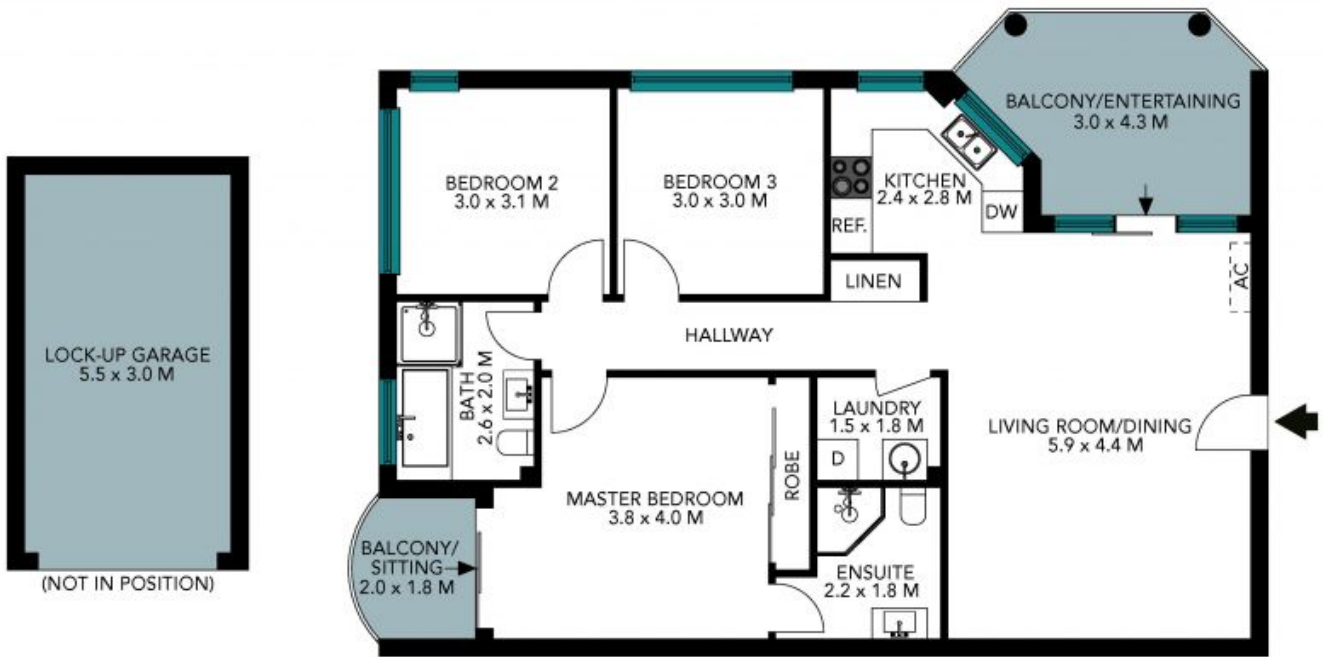 LOCK-UP GARAGE
5.5 x 3.0 M
(NOT IN POSITION)
BEDROOM 2
3.0 x 3.1 M
BEDROOM 3
3.0 x 3.0 M
KITCHEN
2.4 x 2.8 M
REF.
DW
LINEN
BALCONY/ENTERTAINING
3.0 x 4.3 M
AC
HALLWAY
BATH
2.6 x 2.0 M
LAUNDRY
1.5 x 1.8 M
D
LIVING ROOM/DINING
5.9 x 4.4 M
ROBE
MASTER BEDROOM
3.8 x 4.0 M
BALCONY/
SITTING
2.0 x 1.8 M
ENSUITE
2.2 x 1.8 M